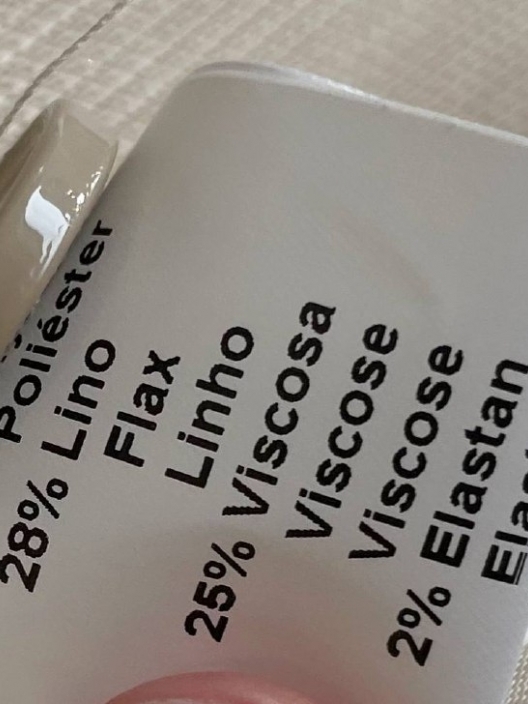 Poliéster
28% Lino
Flax
Linho
25% Viscosa
Viscose
Viscose
2% Elastan